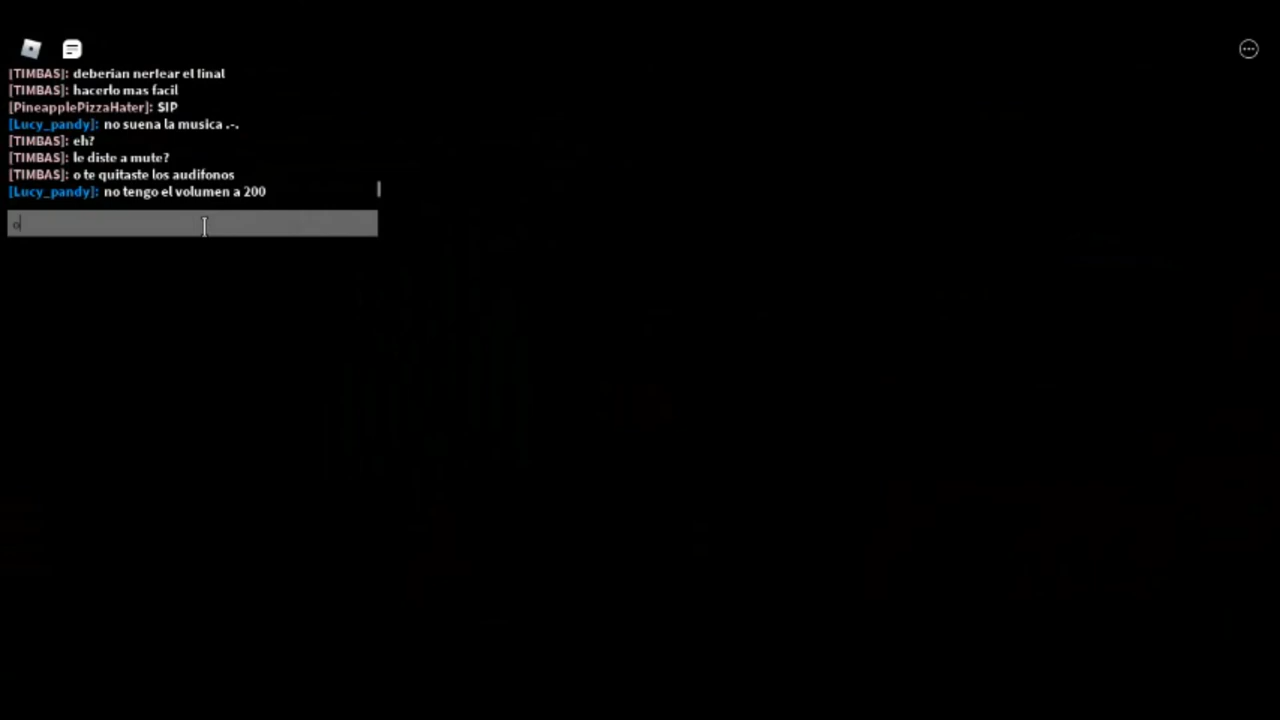 [TIMBAS]: deberian nerfear el final
[TIMBAS]: hacerlo mas facil
[PineapplePizzaHater]: SIP
[Lucy_pandy]: no suena la musica .-.
[TIMBAS]: eh?
[TIMBAS]: le diste a mute?
[TIMBAS]: o te quitaste los audifonos
[Lucy_pandy]: no tengo el volumen a 200
o